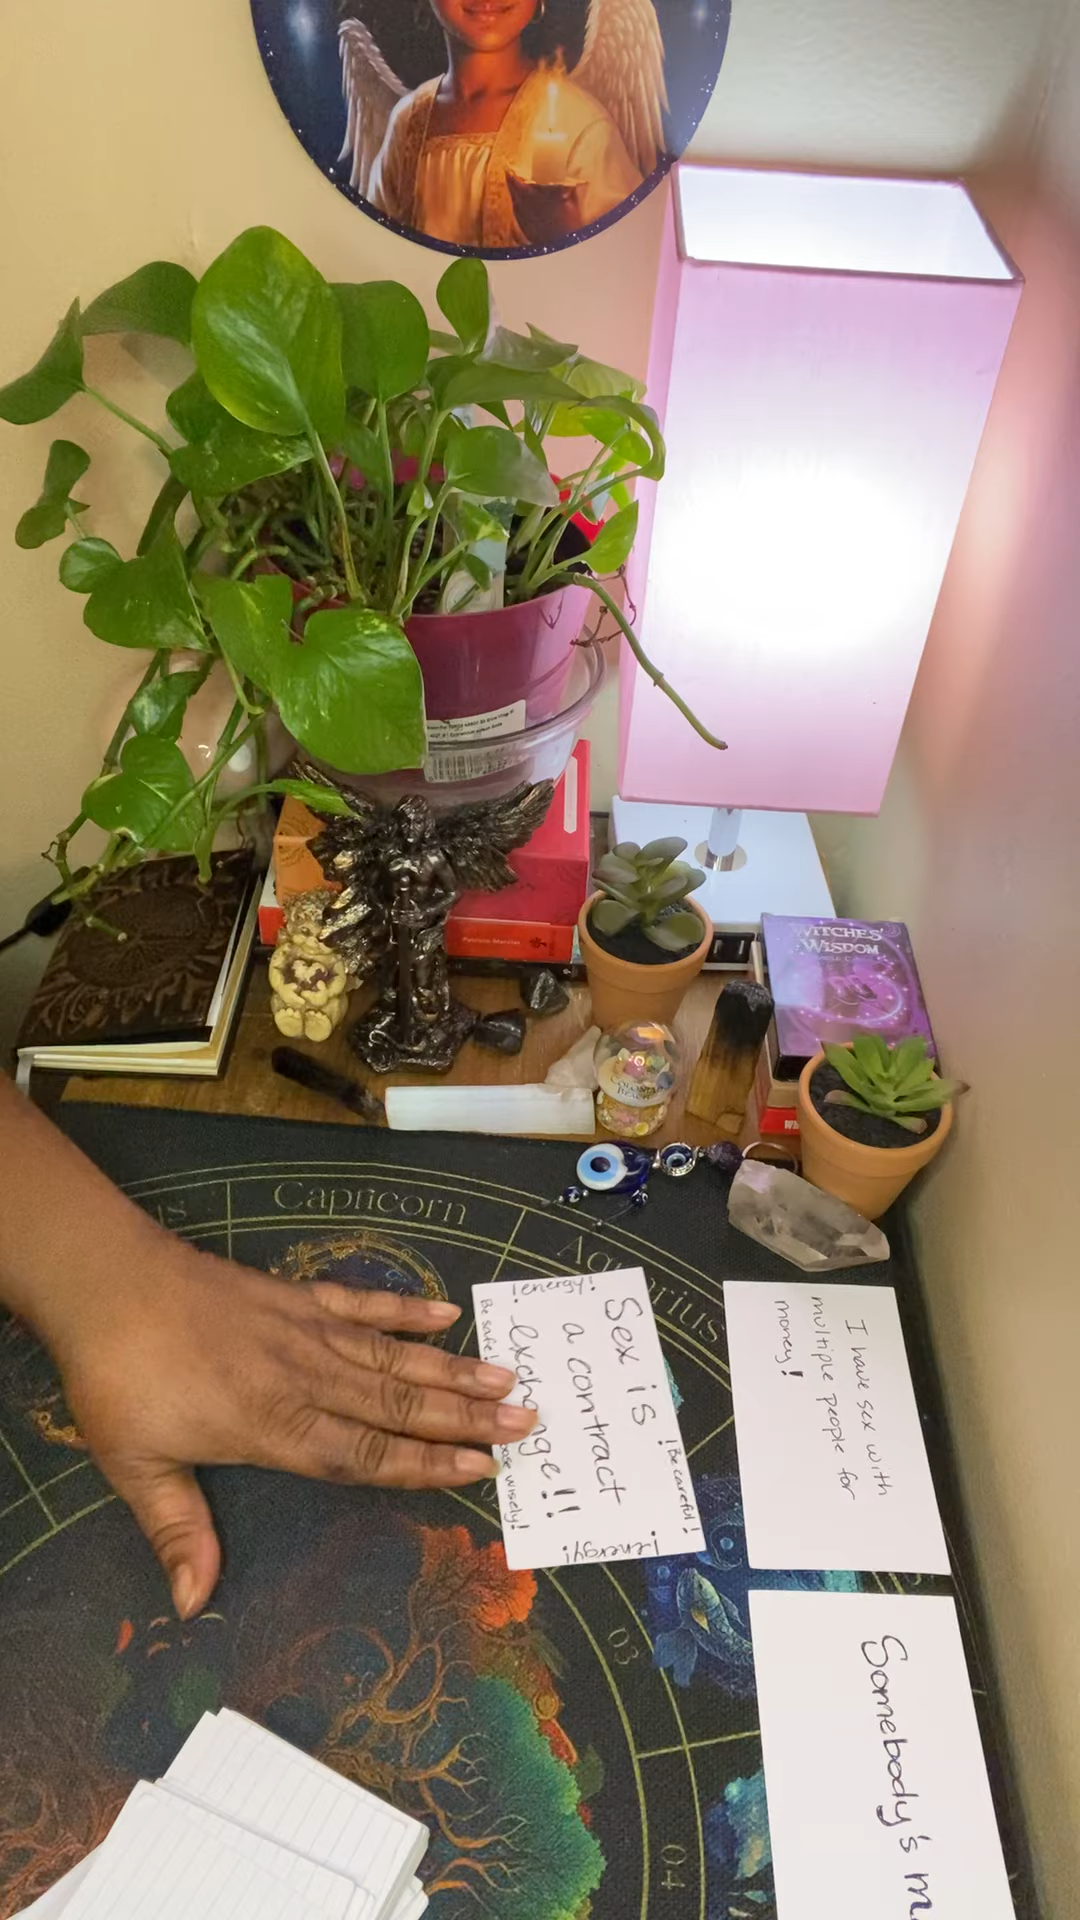 WITCHES'
WISDOM
Capricorn
Aquarius
¡energy!
Be safe!
Sex is
a contract
exchange!!
¡Be careful!
wisely!
¡energy!
I have sex with
multiple people for
money!
Somebody's
03
04